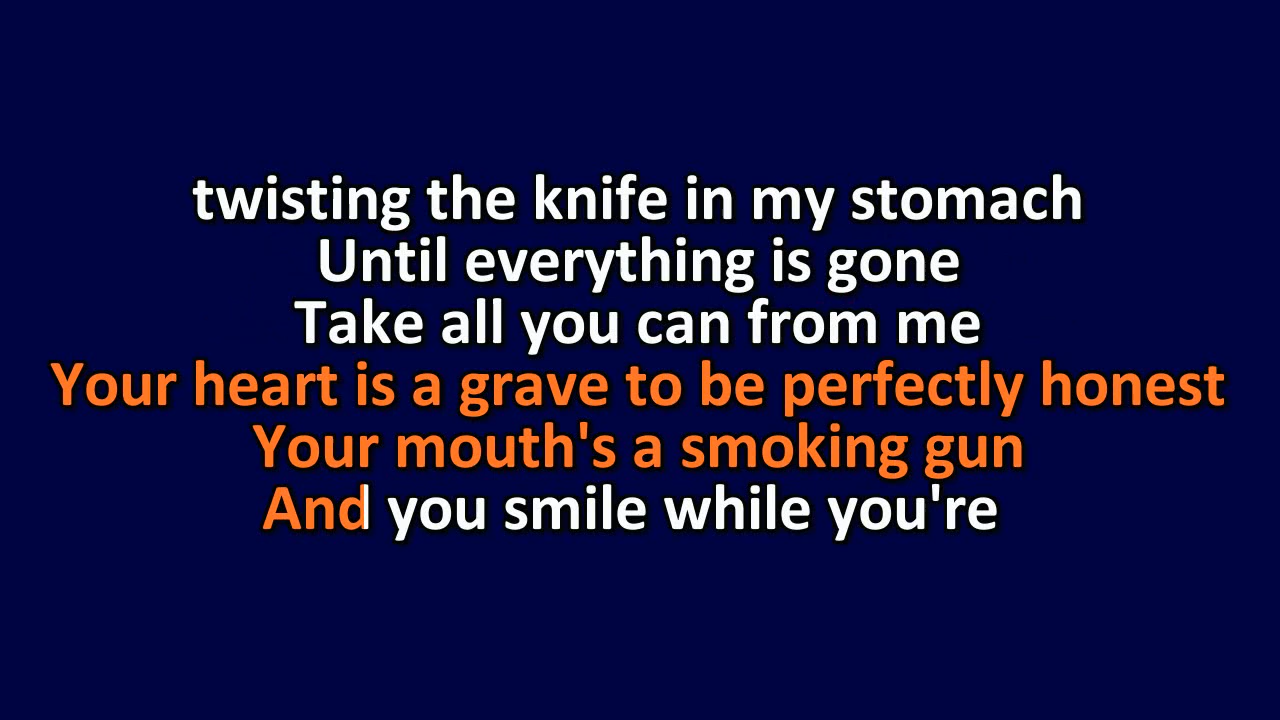 twisting the knife in my stomach
Until everything is gone
Take all you can from me
Your heart is a grave to be perfectly honest
Your mouth's a smoking gun
And you smile while you're